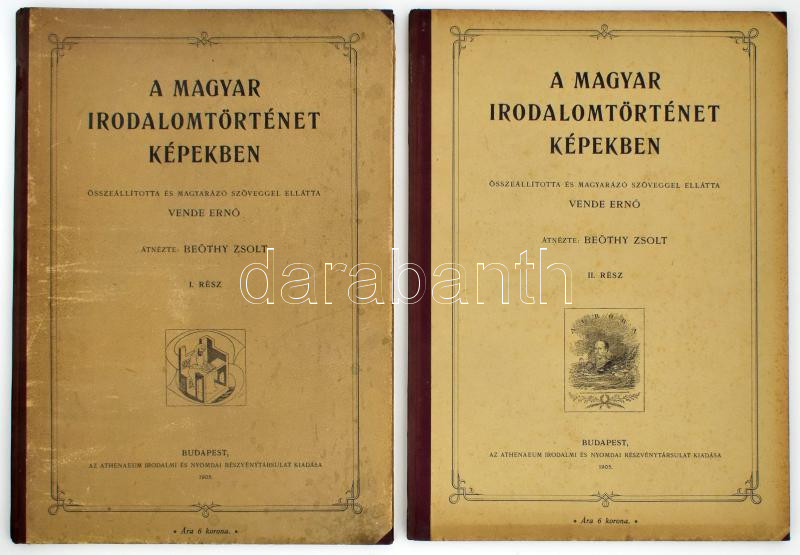 A MAGYAR
IRODALOMTÖRTÉNET
KÉPEKBEN
ÖSSZEÁLLÍTOTTA ÉS MAGYARÁZÓ SZÖVEGGEL ELLÁTTA
VENDE ERNŐ
ÁTNÉZTE: BEÖTHY ZSOLT
I. RÉSZ
BUDAPEST,
AZ ATHENAEUM IRODALMI ÉS NYOMDAI RÉSZVÉNYTÁRSULAT KIADÁSA
1905.
• Ára 6 korona. •
A MAGYAR
IRODALOMTÖRTÉNET
KÉPEKBEN
ÖSSZEÁLLÍTOTTA ÉS MAGYARÁZÓ SZÖVEGGEL ELLÁTTA
VENDE ERNŐ
ÁTNÉZTE: BEÖTHY ZSOLT
II. RÉSZ
AURORA
BUDAPEST,
AZ ATHENAEUM IRODALMI ÉS NYOMDAI RÉSZVÉNYTÁRSULAT KIADÁSA
1905.
• Ára 6 korona. •
darabanth